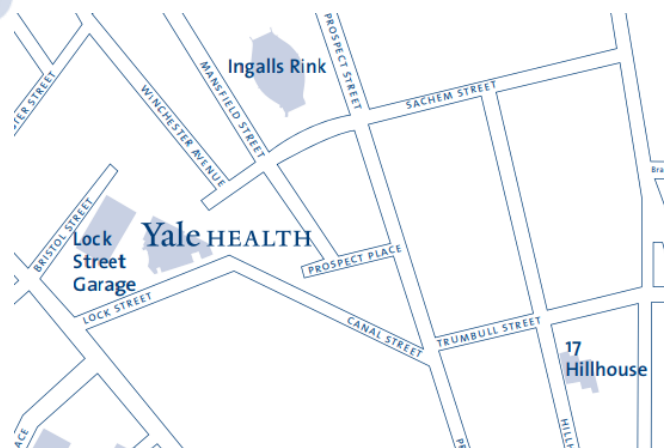 PROSPECT STREET
Ingalls Rink
MANSFIELD STREET
SACHEM STREET
WINCHESTER AVENUE
STREET
BRISTOL STREET
Yale HEALTH
Lock
Street
Garage
PROSPECT PLACE
LOCK STREET
CANAL STREET
TRUMBULL STREET
17
Hillhouse